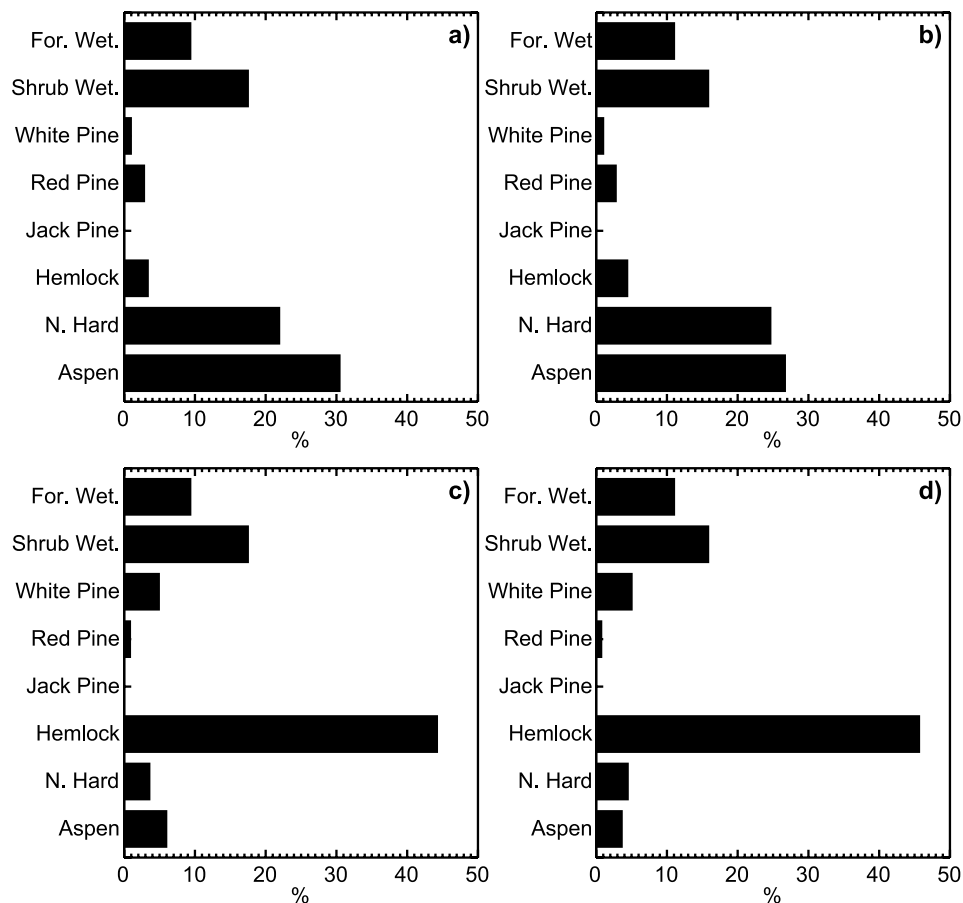 a)
For. Wet.
Shrub Wet.
White Pine
Red Pine
Jack Pine
Hemlock
N. Hard
Aspen
0 10 20 30 40 50
%
b)
For. Wet
Shrub Wet.
White Pine
Red Pine
Jack Pine
Hemlock
N. Hard
Aspen
0 10 20 30 40 50
%
c)
For. Wet.
Shrub Wet.
White Pine
Red Pine
Jack Pine
Hemlock
N. Hard
Aspen
0 10 20 30 40 50
%
d)
For. Wet.
Shrub Wet.
White Pine
Red Pine
Jack Pine
Hemlock
N. Hard
Aspen
0 10 20 30 40 50
%